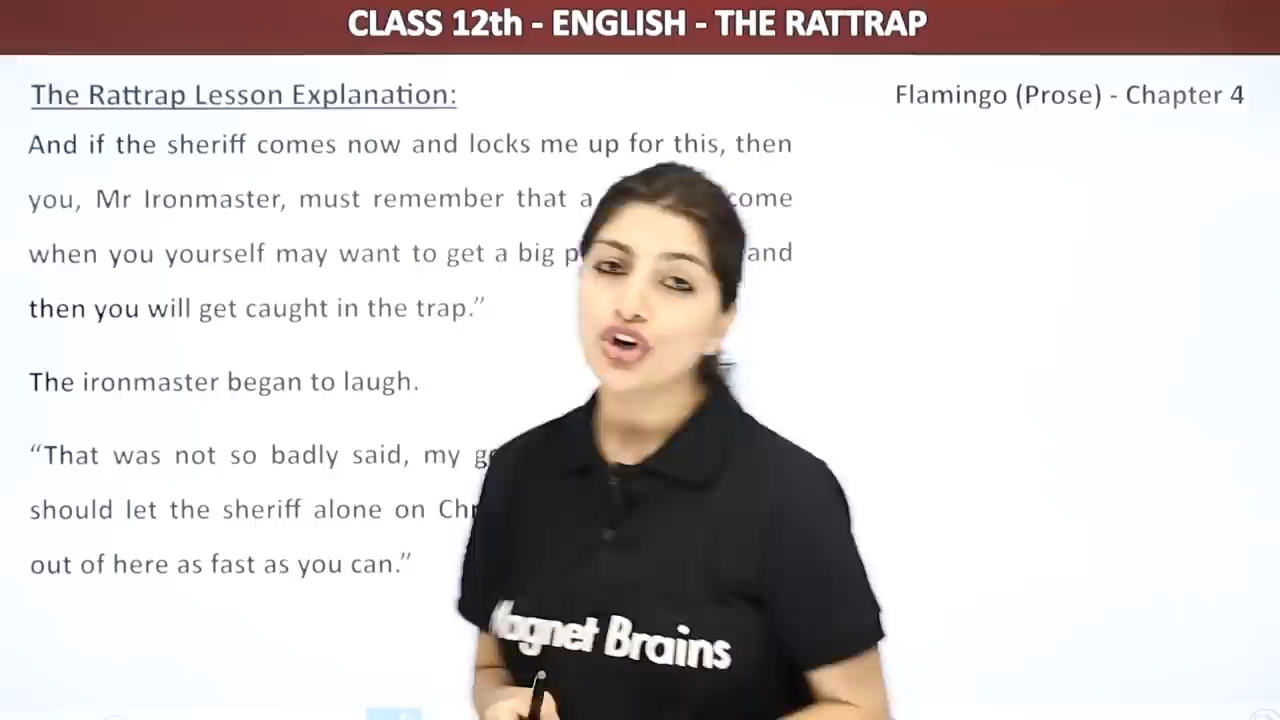 CLASS 12th - ENGLISH - THE RATTRAP
The Rattrap Lesson Explanation:
Flamingo (Prose) - Chapter 4
And if the sheriff comes now and locks me up for this, then
you, Mr Ironmaster, must remember that a come
when you yourself may want to get a big and
then you will get caught in the trap.”
The ironmaster began to laugh.
“That was not so badly said, my
should let the sheriff alone on
out of here as fast as you can.”
Magnet Brains